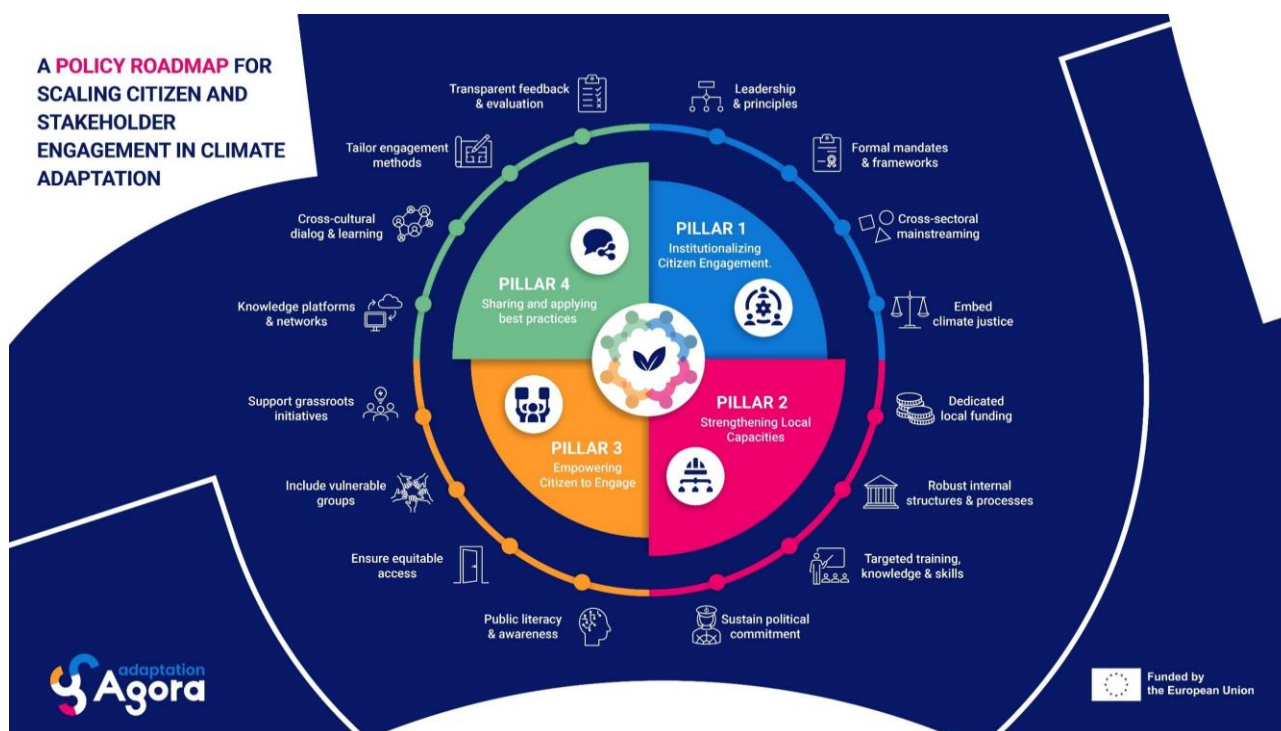 A POLICY ROADMAP FOR
SCALING CITIZEN AND
STAKEHOLDER
ENGAGEMENT IN CLIMATE
ADAPTATION
Transparent feedback
& evaluation
Leadership
& principles
Tailor engagement
methods
Formal mandates
& frameworks
Cross-cultural
dialog & learning
Cross-sectoral
mainstreaming
Knowledge platforms
& networks
Embed
climate justice
PILLAR 1
Institutionalizing
Citizen Engagement.
PILLAR 4
Sharing and applying
best practices
PILLAR 2
Strengthening Local
Capacities
PILLAR 3
Empowering
Citizen to Engage
Support grassroots
initiatives
Dedicated
local funding
Include vulnerable
groups
Robust internal
structures & processes
Ensure equitable
access
Targeted training,
knowledge & skills
Public literacy
& awareness
Sustain political
commitment
adaptation
Agora
Funded by
the European Union